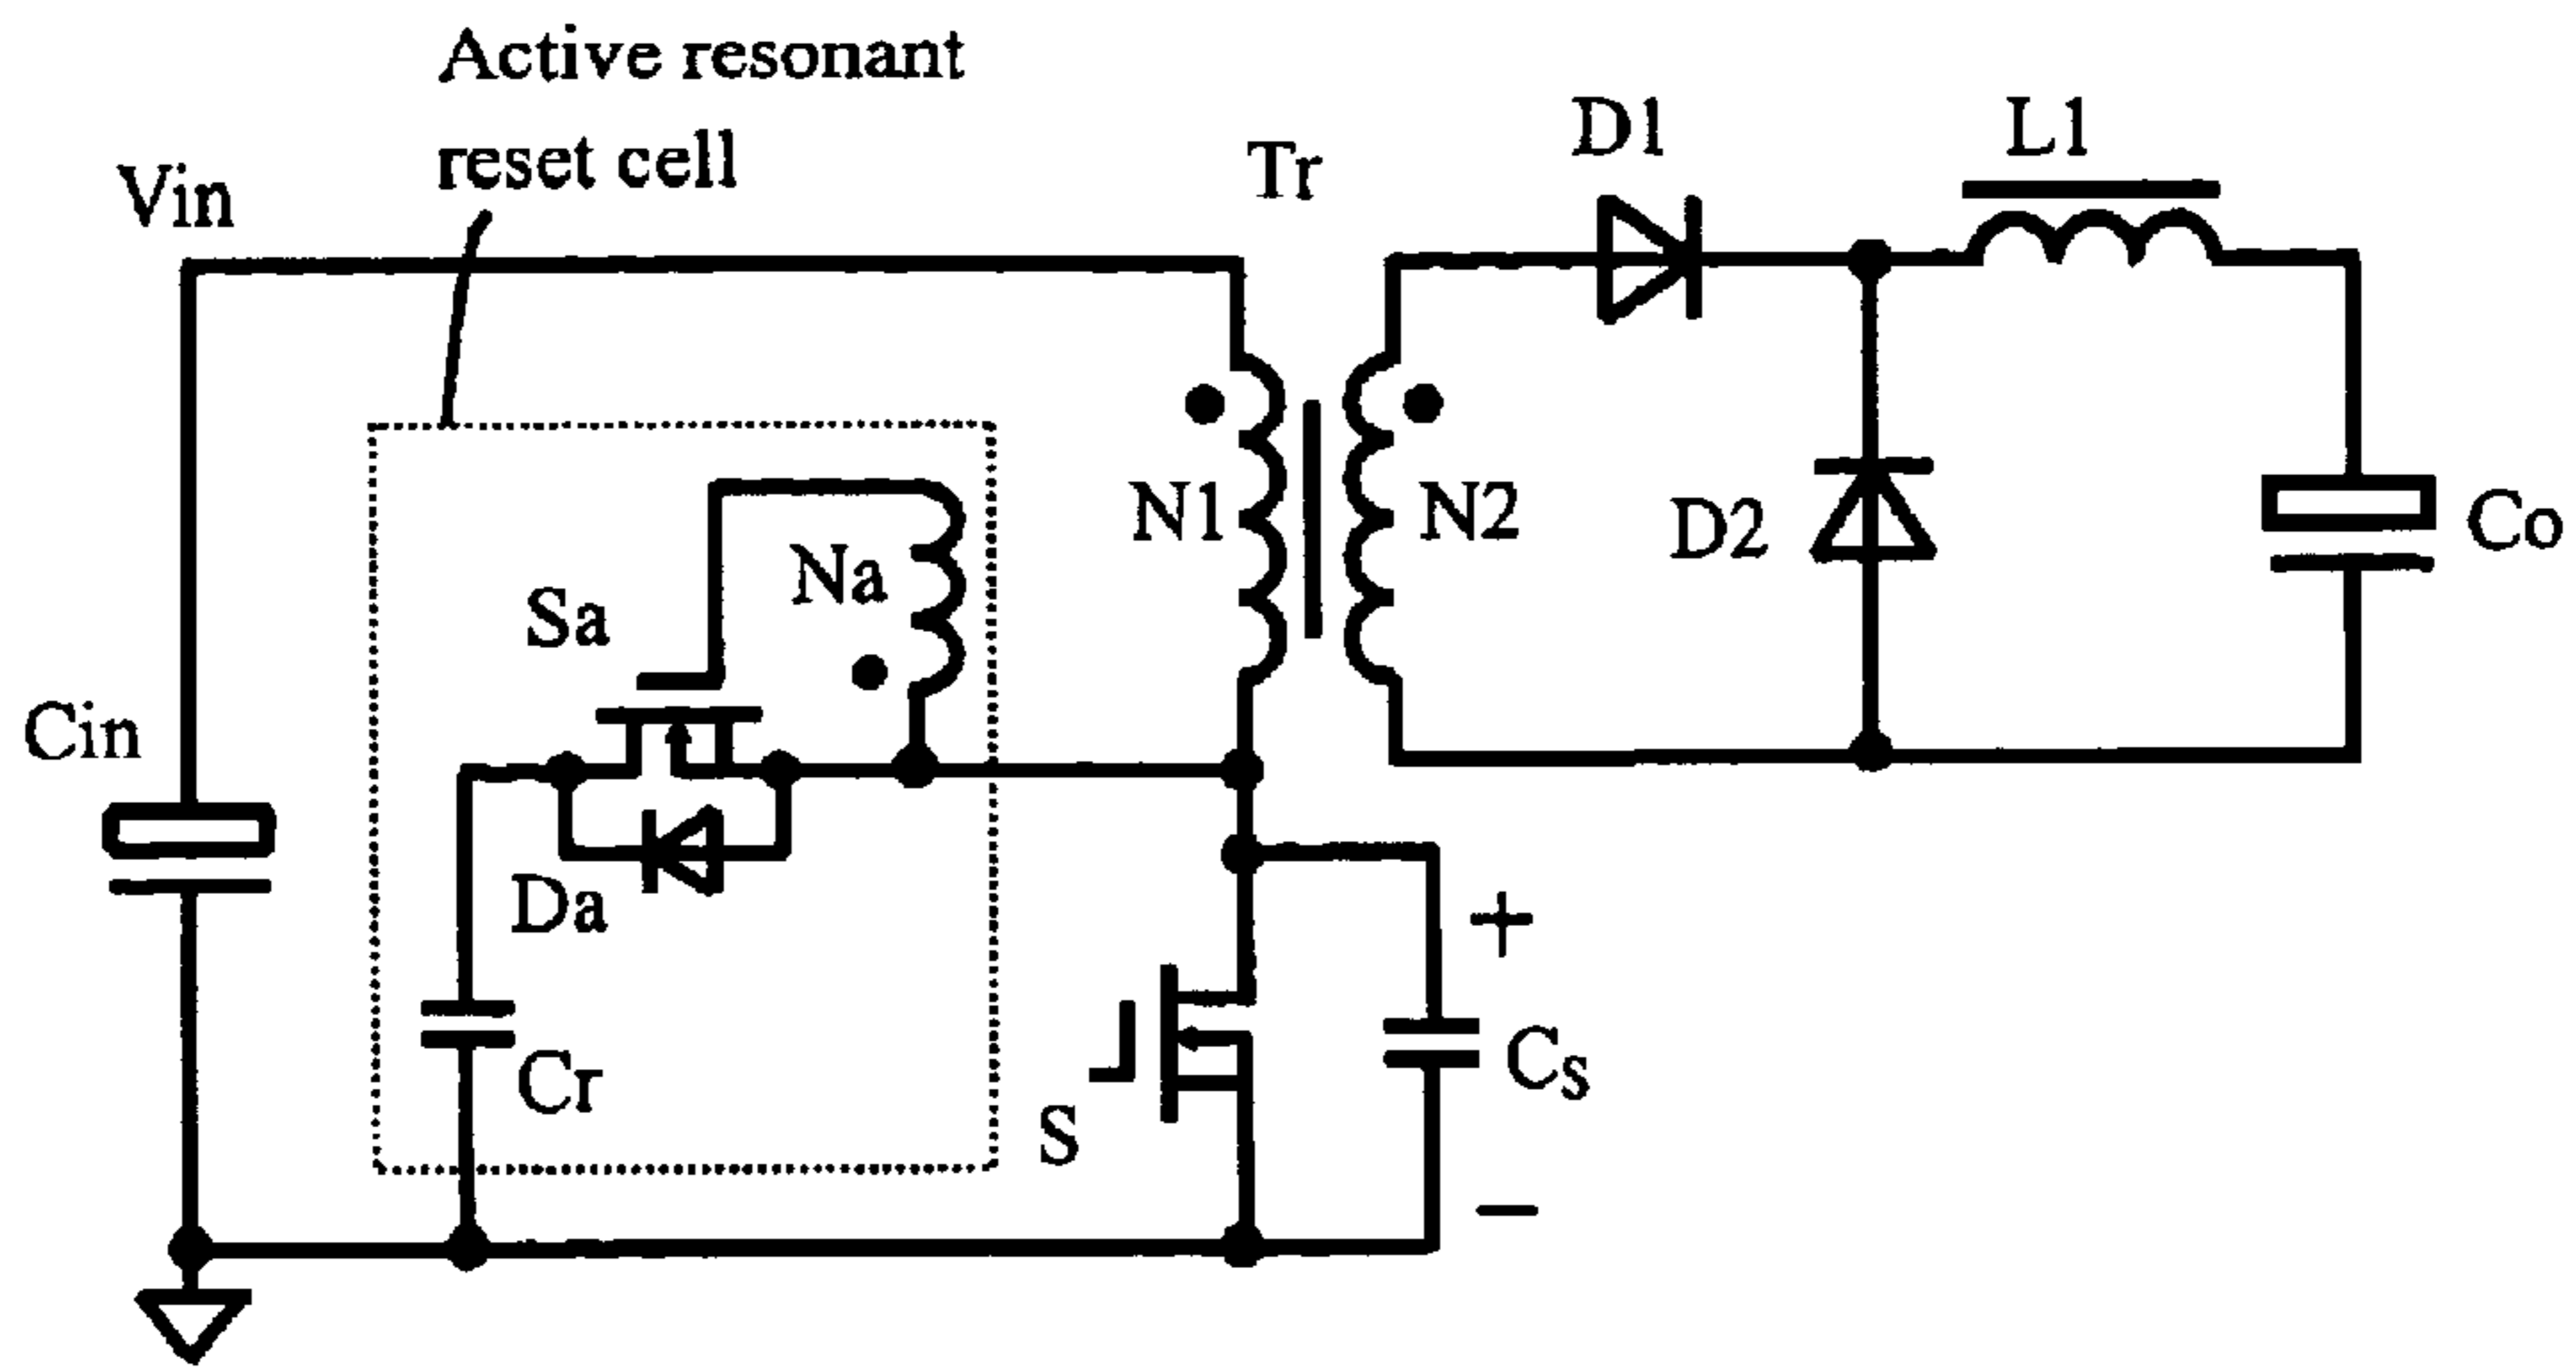 Active resonant
reset cell
Vin
Tr
D1
L1
N1
N2
D2
Co
Na
Sa
Cin
Da
Cr
S
+
Cs
−